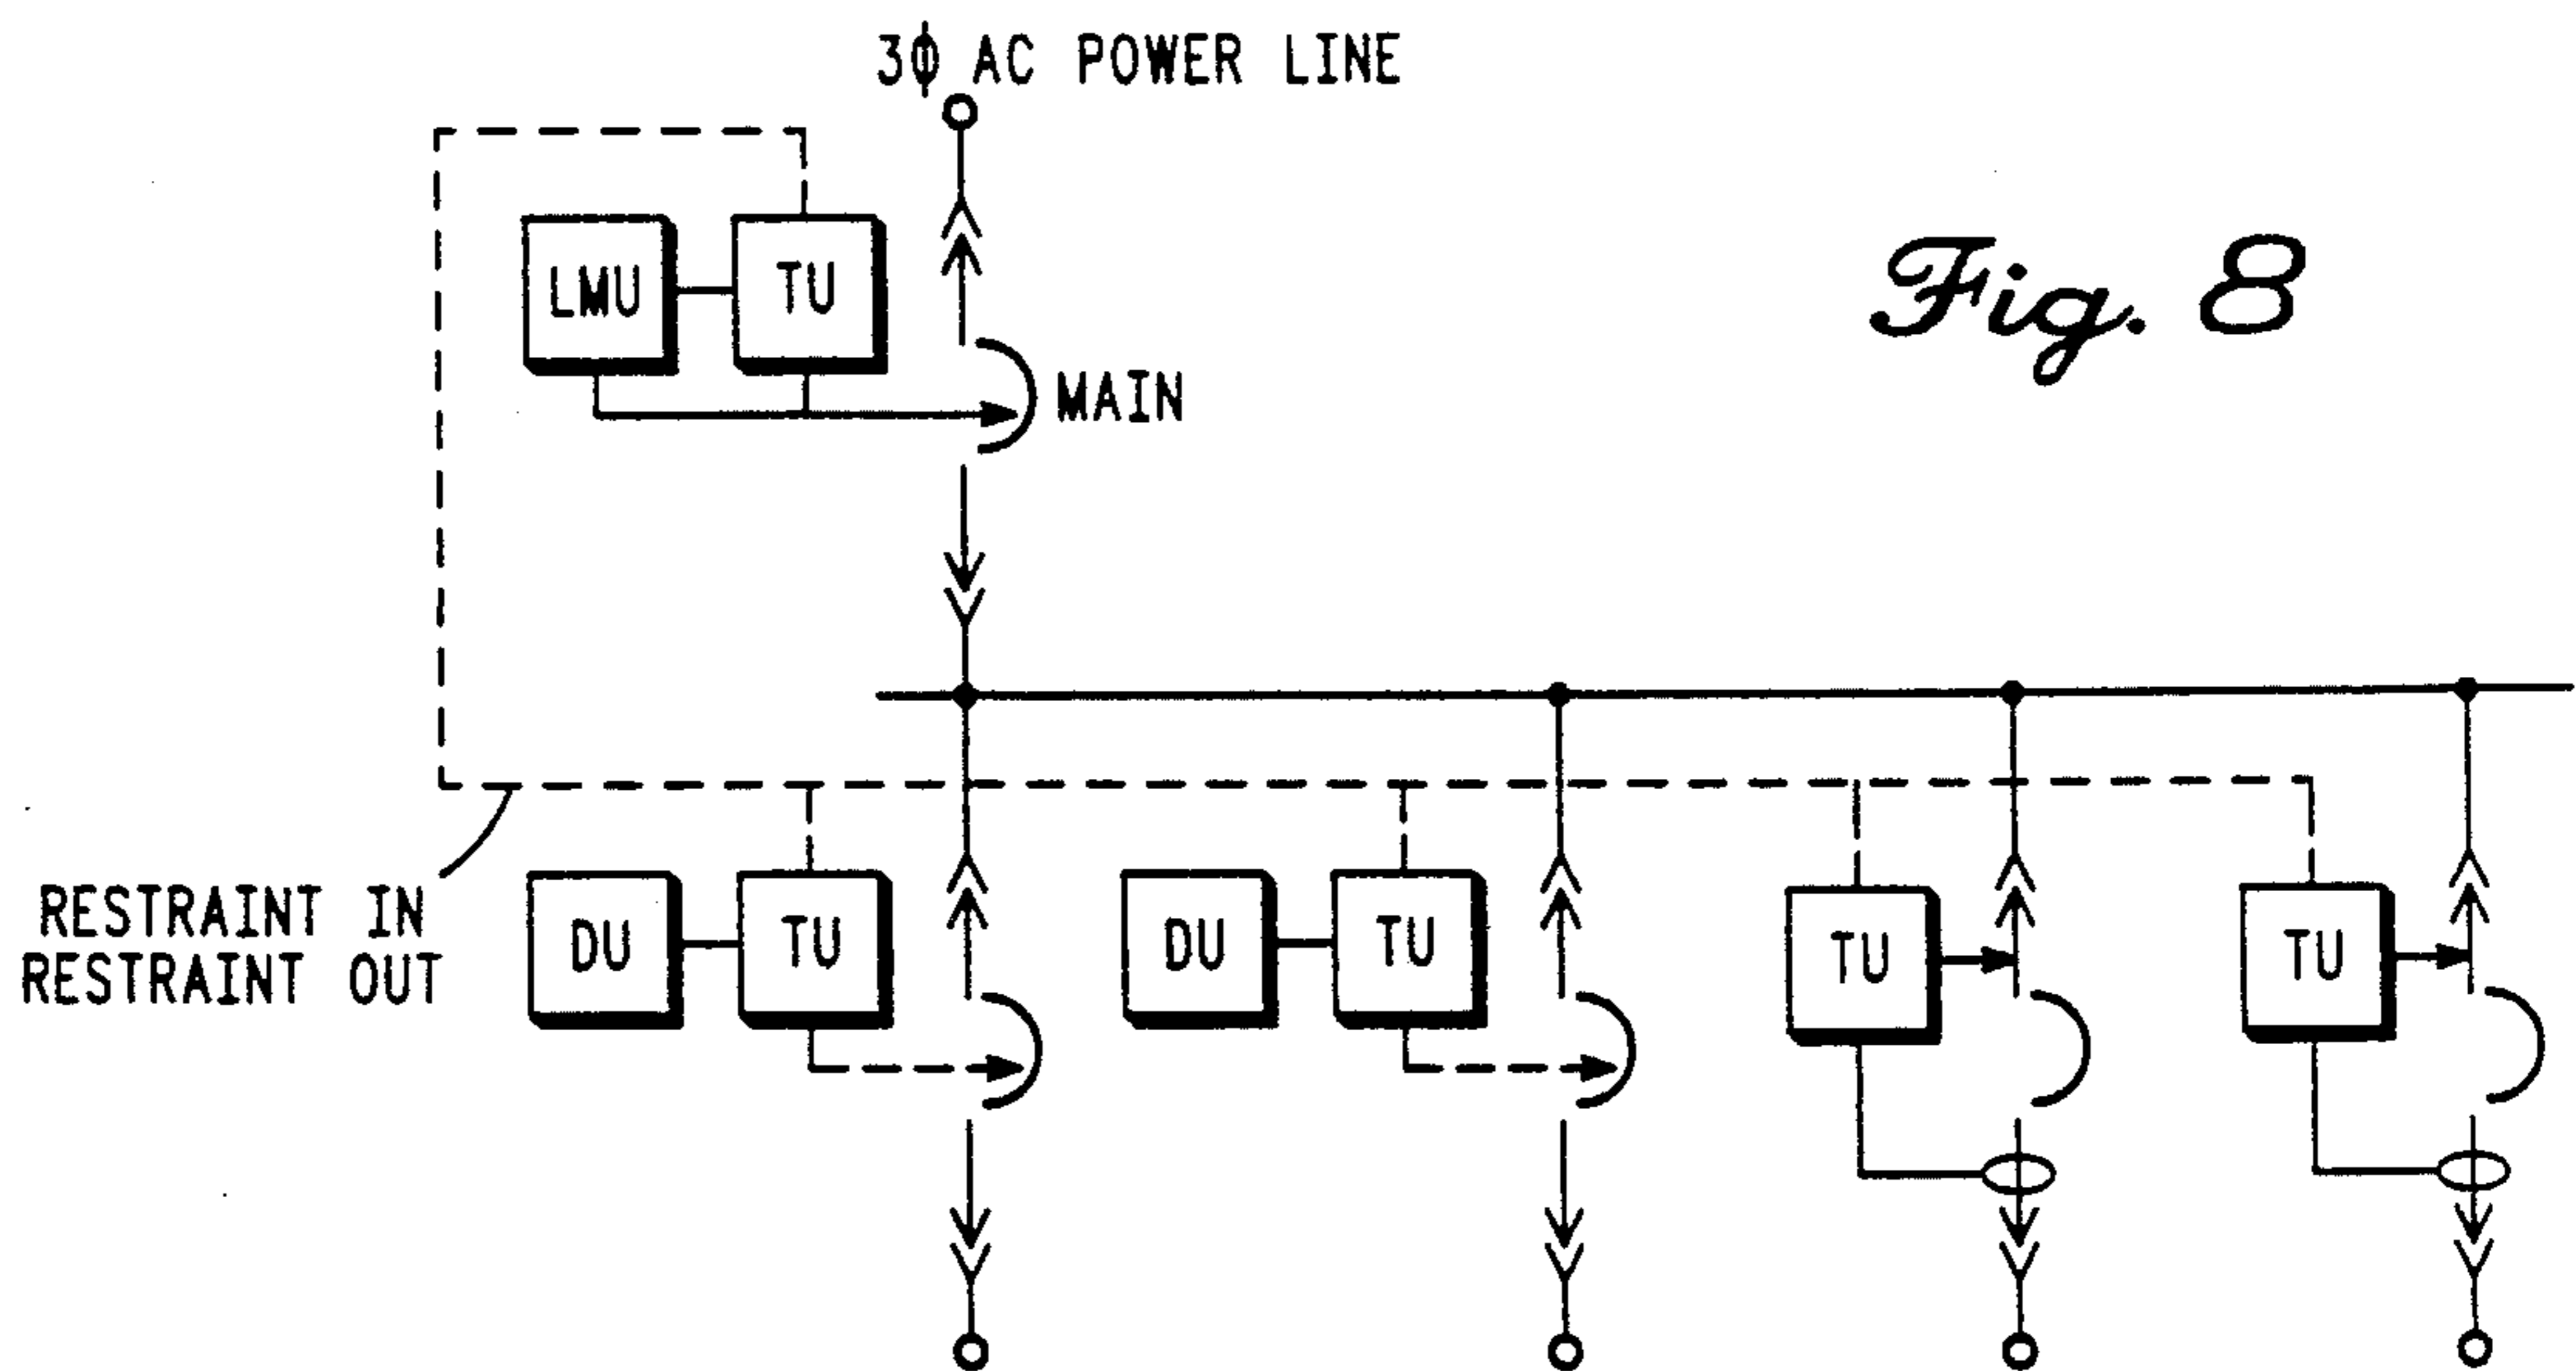 3ϕ AC POWER LINE
Fig. 8
LMU
TU
MAIN
RESTRAINT IN
RESTRAINT OUT
DU
TU
DU
TU
TU
TU